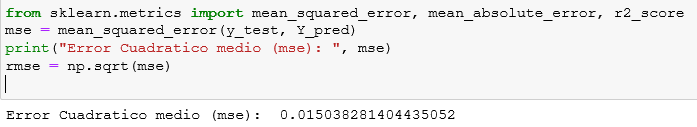 from sklearn.metrics import mean_squared_error, mean_absolute_error, r2_score
mse = mean_squared_error(y_test, Y_pred)
print("Error Cuadratico medio (mse): ", mse)
rmse = np.sqrt(mse)
Error Cuadratico medio (mse):  0.015038281404435052